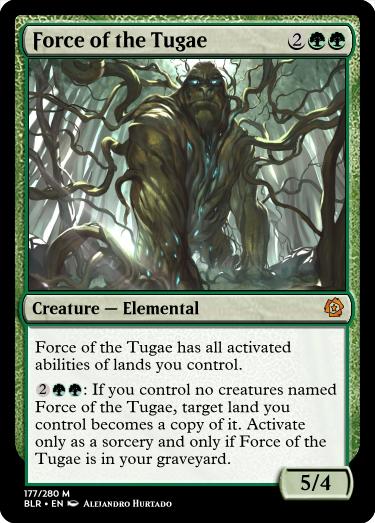 Force of the Tugae 2
Creature — Elemental
Force of the Tugae has all activated
abilities of lands you control.
2 : If you control no creatures named
Force of the Tugae, target land you
control becomes a copy of it. Activate
only as a sorcery and only if Force of the
Tugae is in your graveyard.
5/4
177/280 M
BLR • EN Alejandro Hurtado